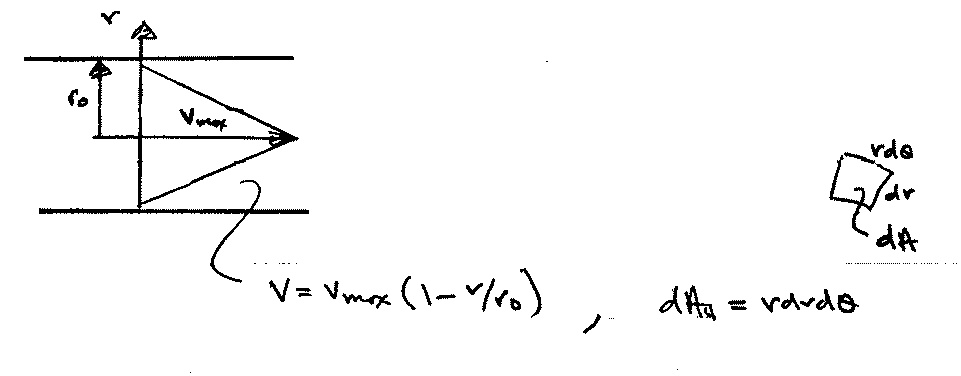 r
r₀
Vmax
rdθ
dr
dA
V = Vmax (1 - r/r₀) , dA = rdrdθ